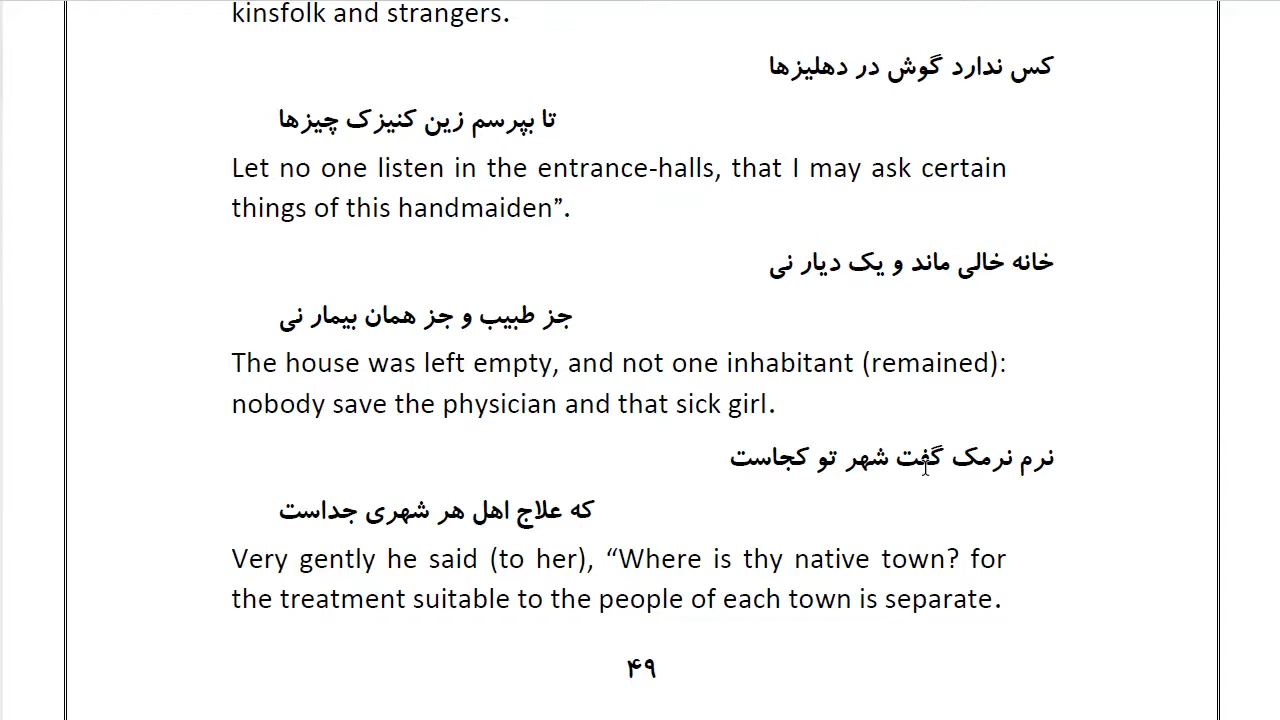 kinsfolk and strangers.
کس ندارد گوش در دهلیزها
تا بپرسم زین کنیزک چیزها
Let no one listen in the entrance-halls, that I may ask certain
things of this handmaiden”.
خانه خالی ماند و یک دیار نی
جز طبیب و جز همان بیمار نی
The house was left empty, and not one inhabitant (remained):
nobody save the physician and that sick girl.
نرم نرمک گفت شهر تو کجاست
که علاج اهل هر شهری جداست
Very gently he said (to her), “Where is thy native town? for
the treatment suitable to the people of each town is separate.
۴۹